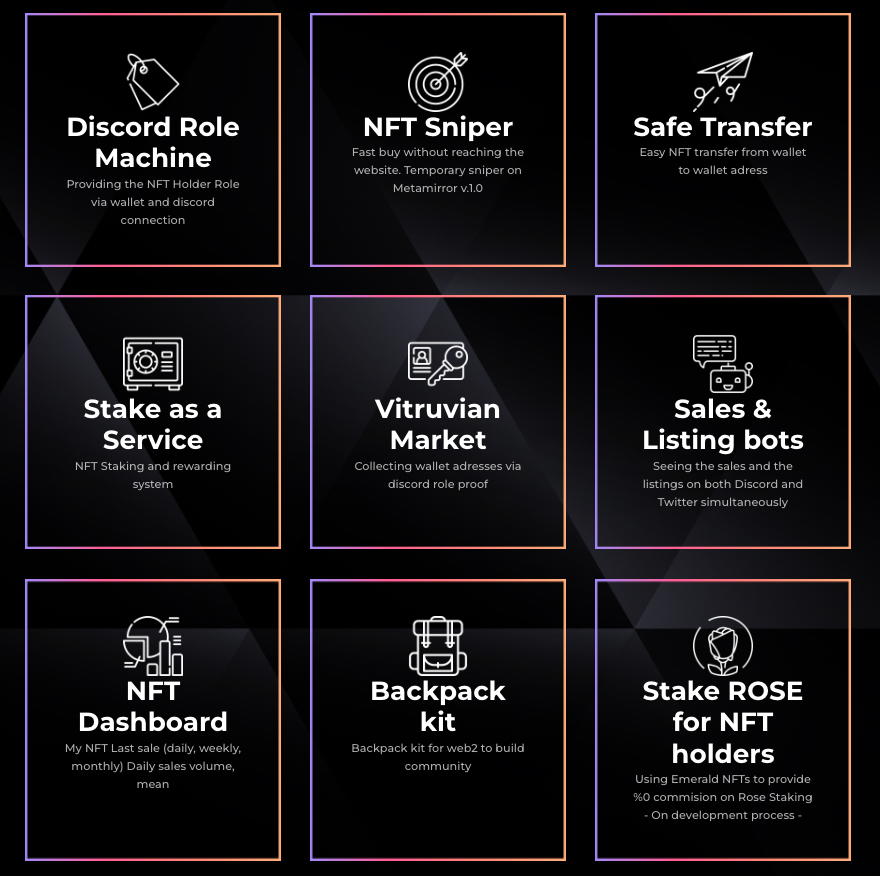 Discord Role
Machine
Providing the NFT Holder Role
via wallet and discord
connection
NFT Sniper
Fast buy without reaching the
website. Temporary sniper on
Metamirror v.1.0
Safe Transfer
Easy NFT transfer from wallet
to wallet adress
Stake as a
Service
NFT Staking and rewarding
system
Vitruvian
Market
Collecting wallet adresses via
discord role proof
Sales &
Listing bots
Seeing the sales and the
listings on both Discord and
Twitter simultaneously
NFT
Dashboard
My NFT Last sale (daily, weekly,
monthly) Daily sales volume,
mean
Backpack
kit
Backpack kit for web2 to build
community
Stake ROSE
for NFT
holders
Using Emerald NFTs to provide
%0 commision on Rose Staking
- On development process -